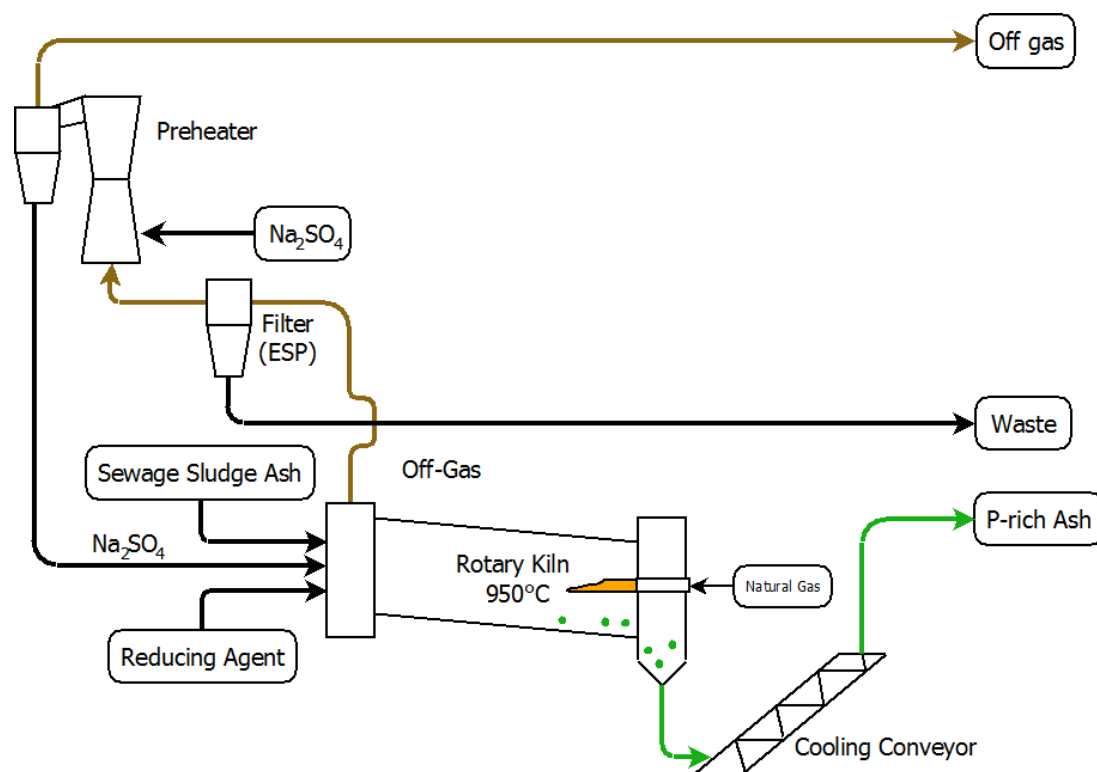 Off gas
Preheater
Na₂SO₄
Filter
(ESP)
Waste
Off-Gas
Sewage Sludge Ash
P-rich Ash
Na₂SO₄
Rotary Kiln
950°C
Natural Gas
Reducing Agent
Cooling Conveyor